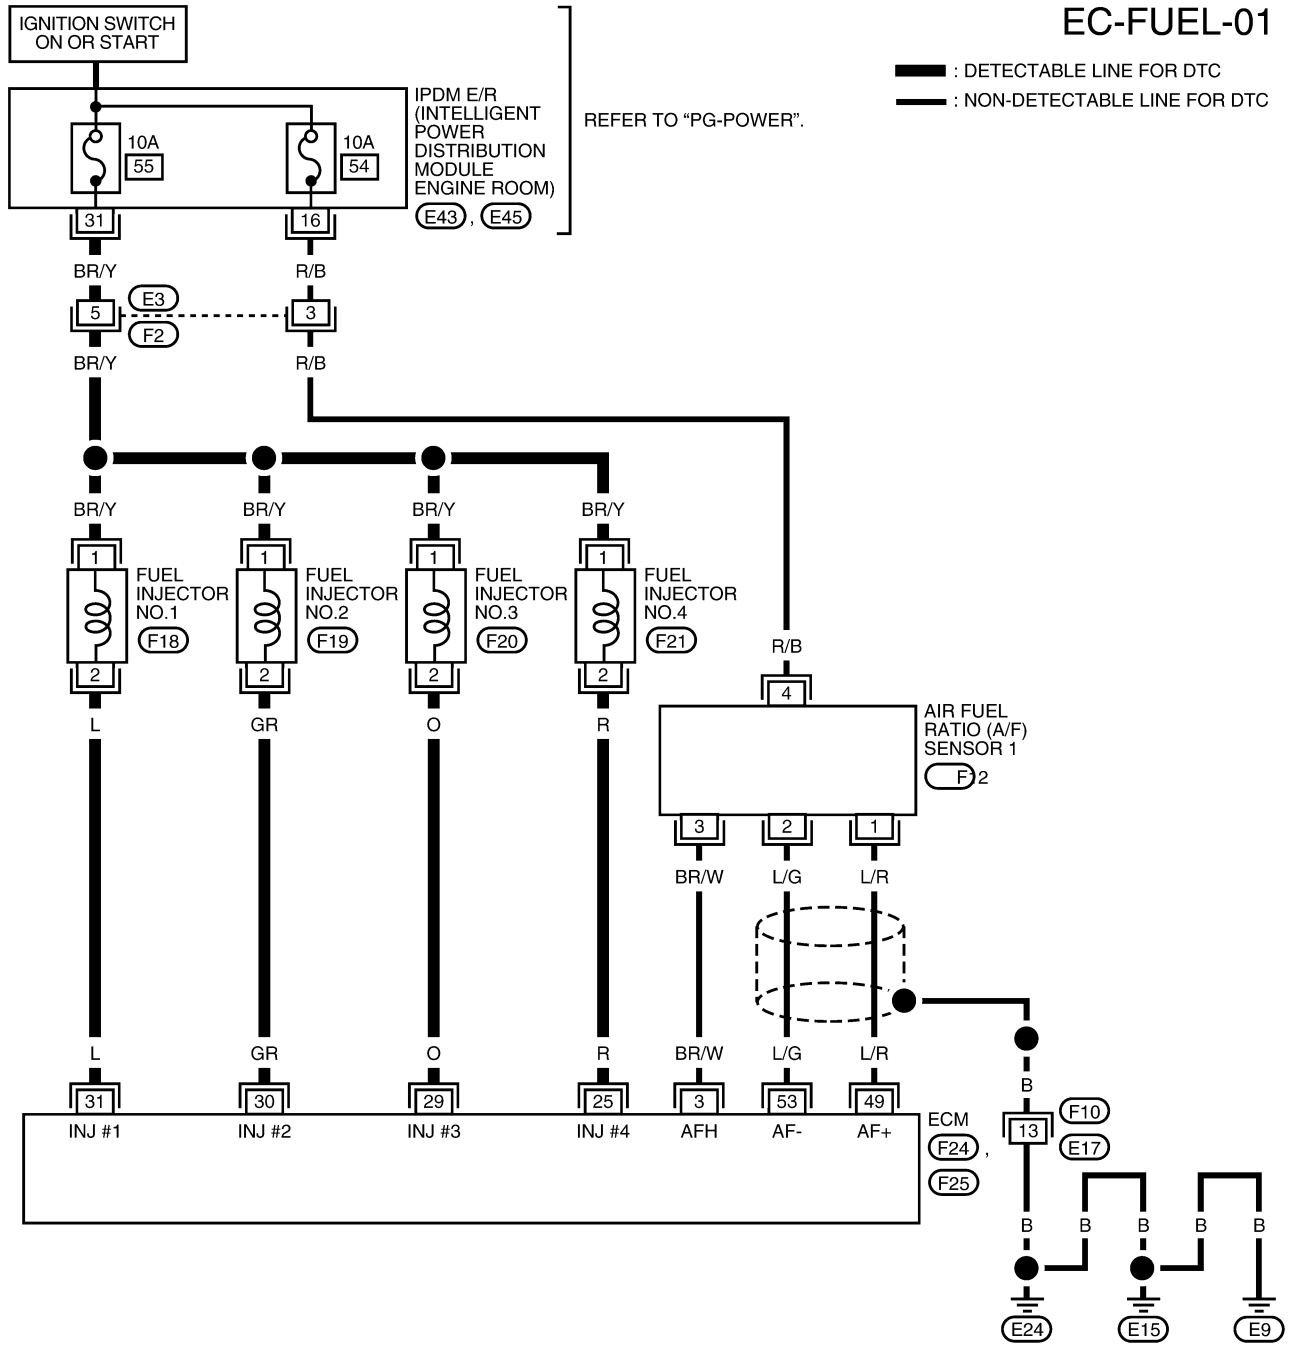 EC-FUEL-01
IGNITION SWITCH
ON OR START
: DETECTABLE LINE FOR DTC
: NON-DETECTABLE LINE FOR DTC
IPDM E/R
(INTELLIGENT
POWER
DISTRIBUTION
MODULE
ENGINE ROOM)
E43 , E45
REFER TO “PG-POWER”.
10A
55
10A
54
31
16
BR/Y
R/B
5
E3
F2
3
BR/Y
R/B
BR/Y
BR/Y
BR/Y
BR/Y
1
1
1
1
FUEL
INJECTOR
NO.1
F18
FUEL
INJECTOR
NO.2
F19
FUEL
INJECTOR
NO.3
F20
FUEL
INJECTOR
NO.4
F21
2
2
2
2
R/B
4
L
GR
O
R
AIR FUEL
RATIO (A/F)
SENSOR 1
F12
3
2
1
BR/W
L/G
L/R
L
GR
O
R
BR/W
L/G
L/R
31
30
29
25
3
53
49
INJ #1
INJ #2
INJ #3
INJ #4
AFH
AF-
AF+
ECM
F24 ,
F25
B
13
F10
E17
B
B
B
B
B
E24
E15
E9